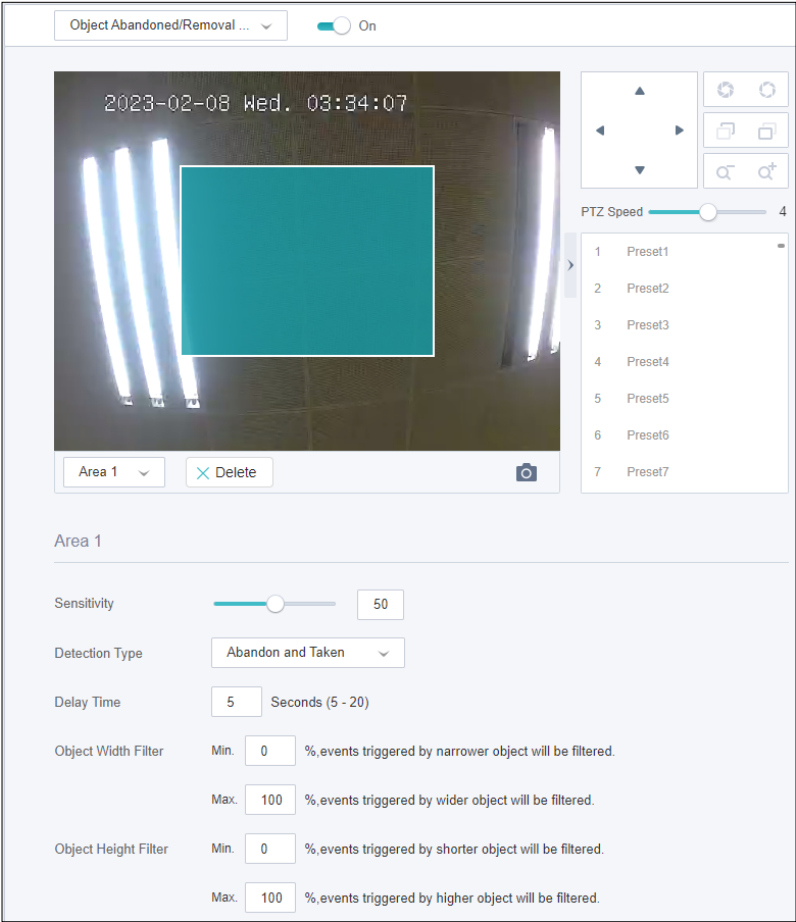 Object Abandoned/Removal ... On
2023-02-08 Wed. 03:34:07
PTZ Speed 4
1 Preset1
2 Preset2
3 Preset3
4 Preset4
5 Preset5
6 Preset6
7 Preset7
Area 1 Delete
Area 1
Sensitivity 50
Detection Type Abandon and Taken
Delay Time 5 Seconds (5 - 20)
Object Width Filter Min. 0 %,events triggered by narrower object will be filtered.
Max. 100 %,events triggered by wider object will be filtered.
Object Height Filter Min. 0 %,events triggered by shorter object will be filtered.
Max. 100 %,events triggered by higher object will be filtered.